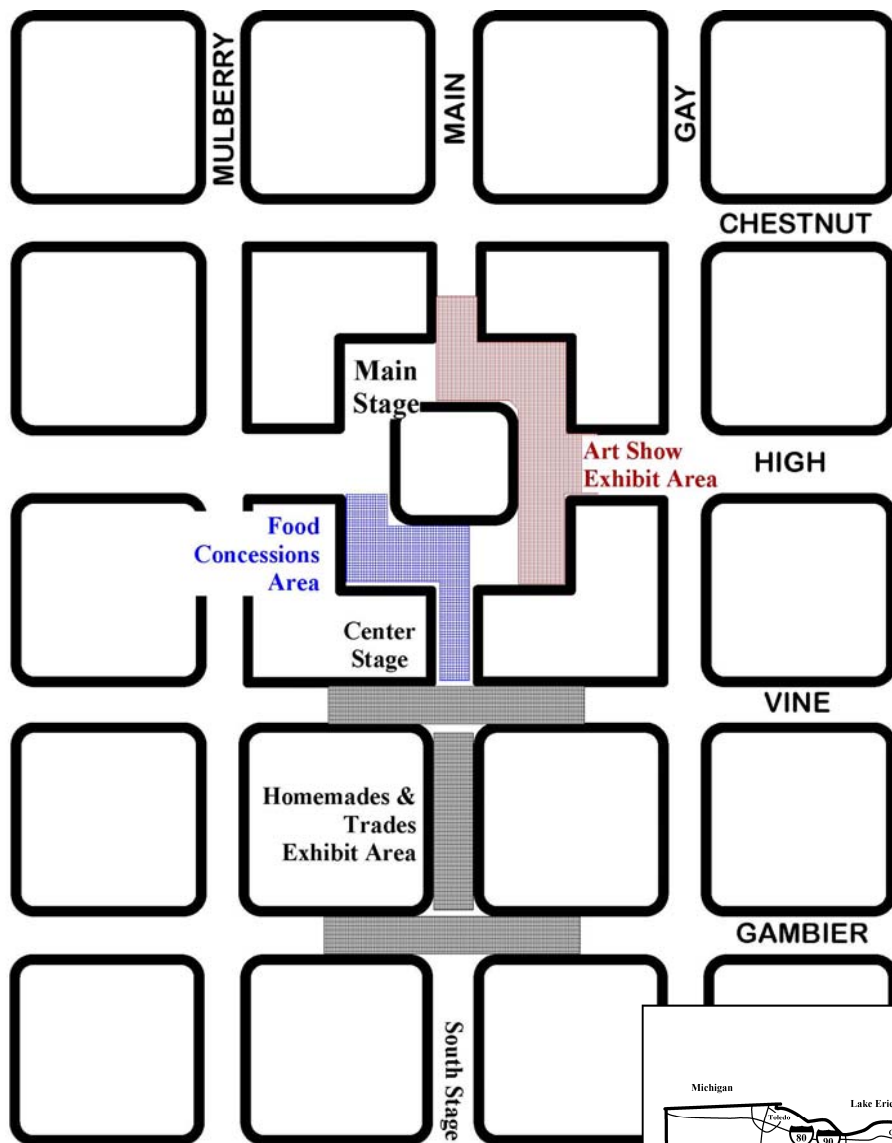 MULBERRY
MAIN
GAY
CHESTNUT
Main
Stage
Art Show
Exhibit Area
HIGH
Food
Concessions
Area
Center
Stage
VINE
Homemades &
Trades
Exhibit Area
GAMBIER
South Stage
Michigan
Lake Erie
Toledo
80
90